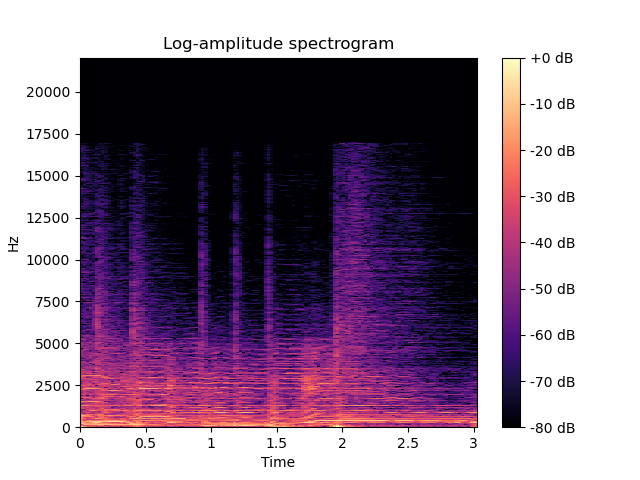 Log-amplitude spectrogram
Hz
20000
17500
15000
12500
10000
7500
5000
2500
0
0 0.5 1 1.5 2 2.5 3
Time
+0 dB
-10 dB
-20 dB
-30 dB
-40 dB
-50 dB
-60 dB
-70 dB
-80 dB